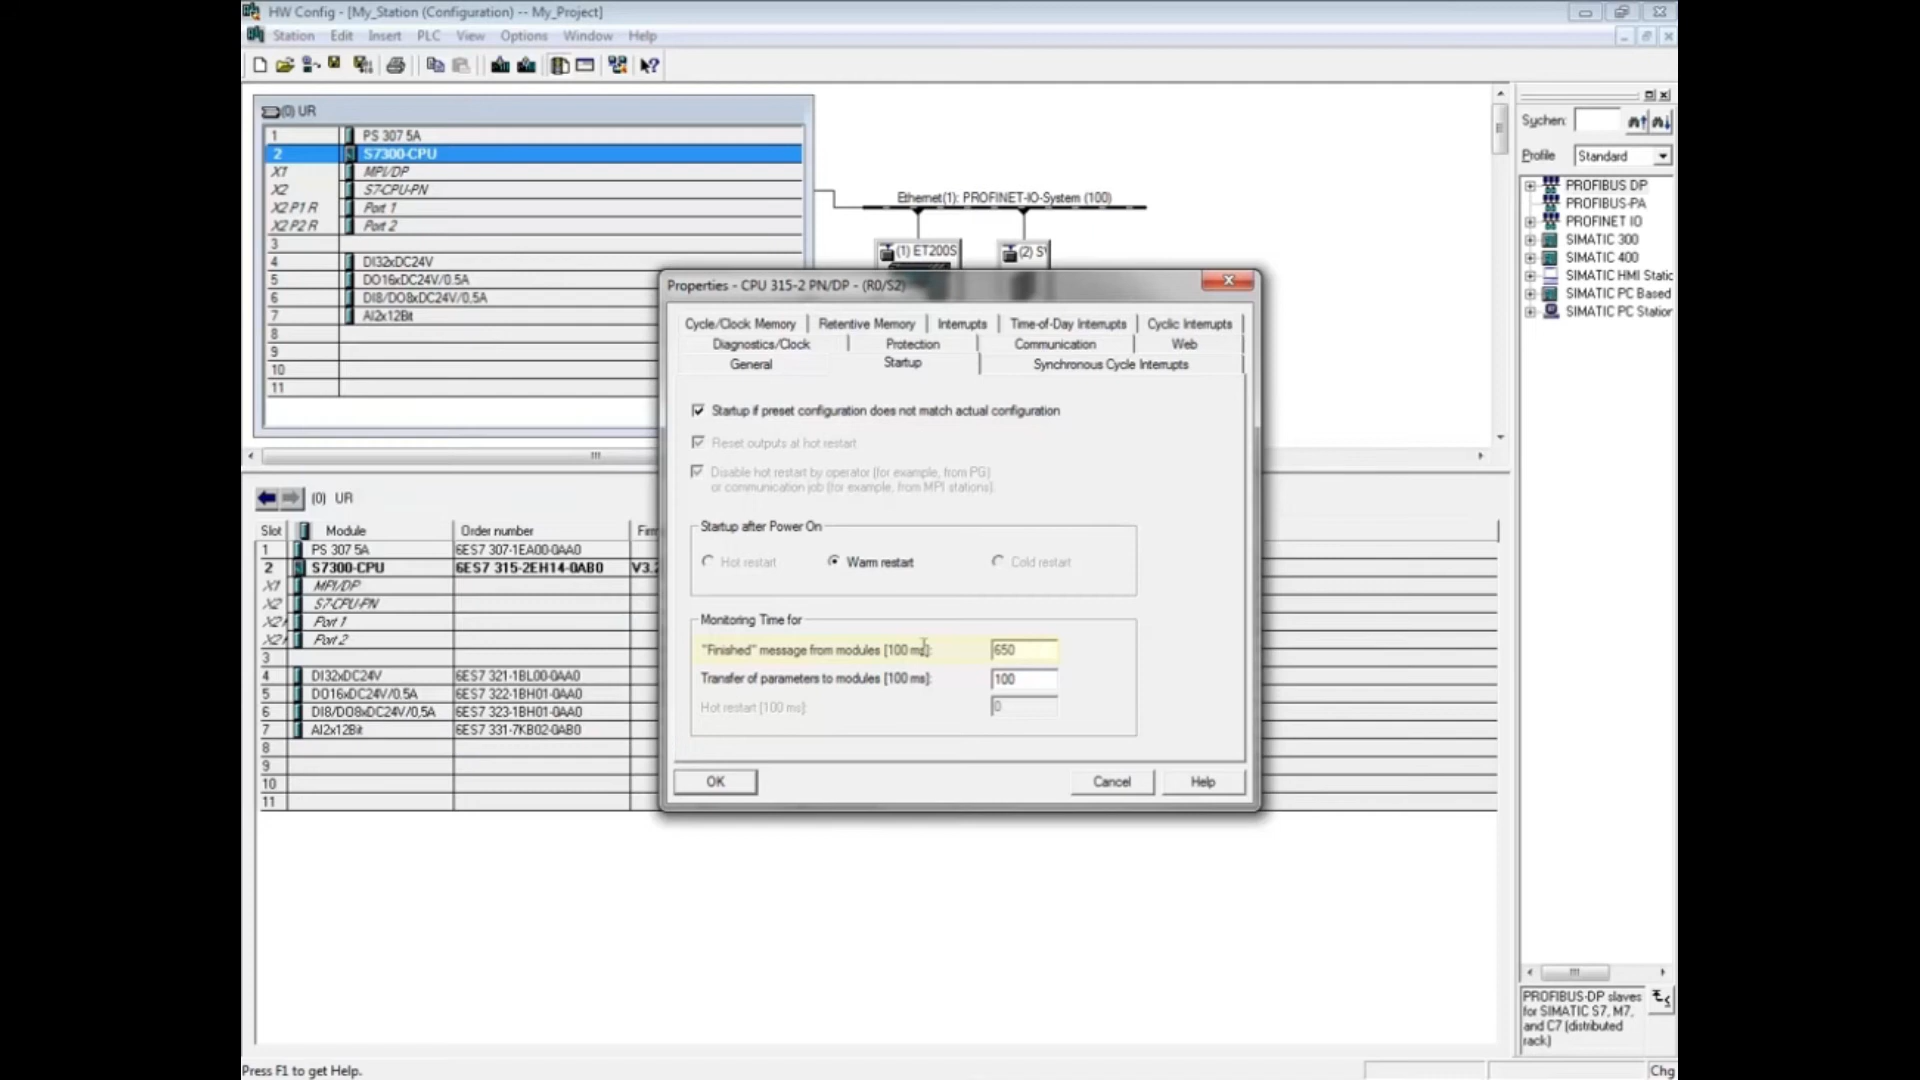 HW Config - [My_Station (Configuration) -- My_Project]
Station Edit Insert PLC View Options Window Help
(0) UR
1 PS 307 5A
2 S7300-CPU
X1 MPI/DP
X2 S7-CPU-PN
X2 P1 R Port 1
X2 P2 R Port 2
3
4 DI32xDC24V
5 DO16xDC24V/0.5A
6 DI8/DO8xDC24V/0,5A
7 AI2x12Bit
8
9
10
11
Ethernet(1): PROFINET-IO-System (100)
(1) ET200S
(2)
Suchen:
Profile Standard
PROFIBUS DP
PROFIBUS-PA
PROFINET IO
SIMATIC 300
SIMATIC 400
SIMATIC HMI Static
SIMATIC PC Based
SIMATIC PC Station
Properties - CPU 315-2 PN/DP - (R0/S2)
Cycle/Clock Memory Retentive Memory Interrupts Time-of-Day Interrupts Cyclic Interrupts
Diagnostics/Clock Protection Communication Web
General Startup Synchronous Cycle Interrupts
Startup if preset configuration does not match actual configuration
Reset outputs at hot restart
Disable hot restart by operator (for example, from PG)
or communication job (for example, from MPI stations).
Startup after Power On
Hot restart Warm restart Cold restart
Monitoring Time for
"Finished" message from modules [100 ms]: 650
Transfer of parameters to modules [100 ms]: 100
Hot restart [100 ms]: 0
OK Cancel Help
(0) UR
Slot Module Order number Firm
1 PS 307 5A 6ES7 307-1EA00-0AA0
2 S7300-CPU 6ES7 315-2EH14-0AB0 V3.2
X1 MPI/DP
X2 S7-CPU-PN
X2 Port 1
X2 Port 2
3
4 DI32xDC24V 6ES7 321-1BL00-0AA0
5 DO16xDC24V/0.5A 6ES7 322-1BH01-0AA0
6 DI8/DO8xDC24V/0,5A 6ES7 323-1BH01-0AA0
7 AI2x12Bit 6ES7 331-7KB02-0AB0
8
9
10
11
PROFIBUS-DP slaves
for SIMATIC S7, M7,
and C7 (distributed
rack)
Press F1 to get Help.
Chg